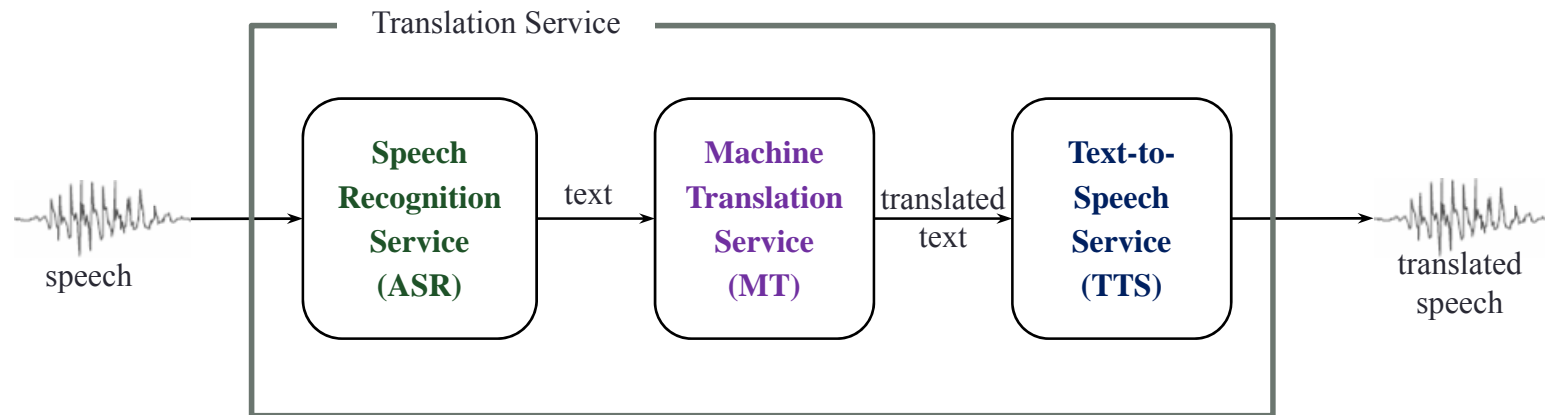 Translation Service
speech
Speech
Recognition
Service
(ASR)
text
Machine
Translation
Service
(MT)
translated
text
Text-to-
Speech
Service
(TTS)
translated
speech